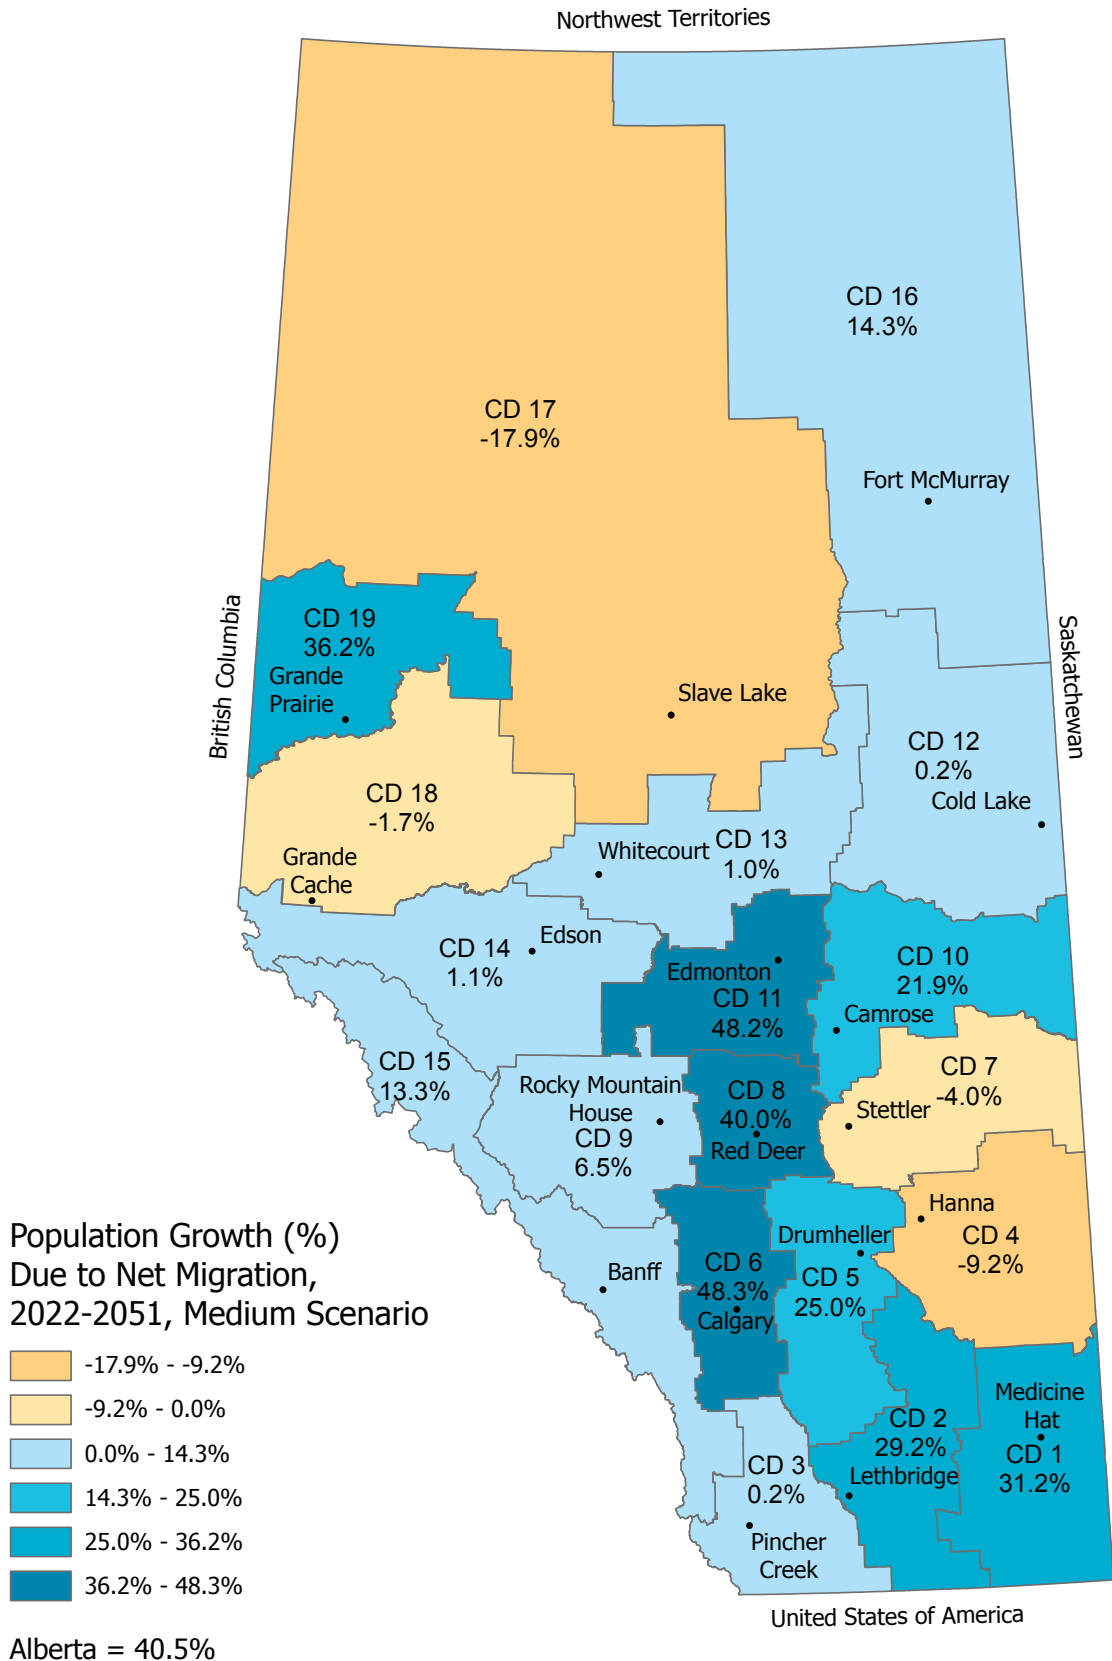 Northwest Territories
CD 16
14.3%
CD 17
-17.9%
Fort McMurray
British Columbia
Saskatchewan
CD 19
36.2%
Grande
Prairie
Slave Lake
CD 12
0.2%
Cold Lake
CD 18
-1.7%
Grande
Cache
Whitecourt
CD 13
1.0%
CD 14
1.1%
Edson
Edmonton
CD 11
48.2%
CD 10
21.9%
Camrose
CD 15
13.3%
Rocky Mountain
House
CD 9
6.5%
CD 8
40.0%
Red Deer
CD 7
-4.0%
Stettler
Hanna
CD 4
-9.2%
Drumheller
CD 5
25.0%
Banff
CD 6
48.3%
Calgary
Medicine
Hat
CD 1
31.2%
CD 2
29.2%
Lethbridge
CD 3
0.2%
Pincher
Creek
United States of America
Population Growth (%)
Due to Net Migration,
2022-2051, Medium Scenario
-17.9% - -9.2%
-9.2% - 0.0%
0.0% - 14.3%
14.3% - 25.0%
25.0% - 36.2%
36.2% - 48.3%
Alberta = 40.5%